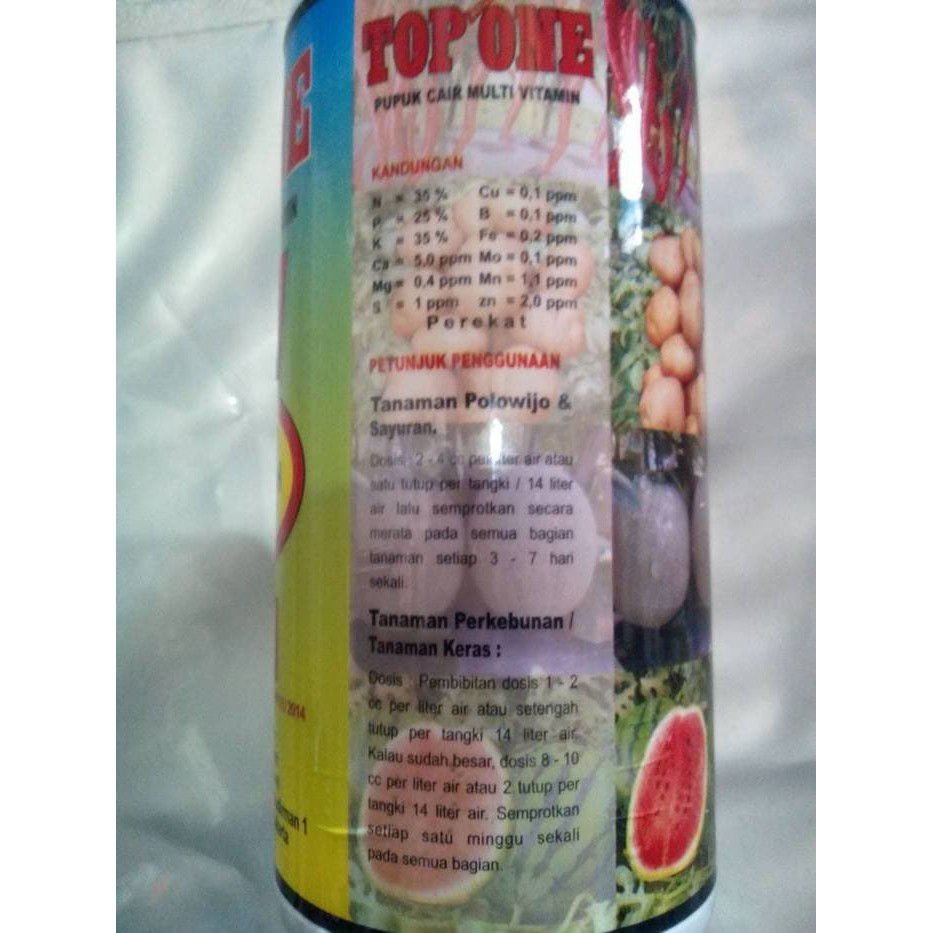 TOP ONE
PUPUK CAIR MULTI VITAMIN
KANDUNGAN
N = 35 % Cu = 0,1 ppm
P = 25 % B = 0,1 ppm
K = 35 % Fe = 0,2 ppm
Ca = 5,0 ppm Mo = 0,1 ppm
Mg = 0,4 ppm Mn = 1,1 ppm
S = 1 ppm zn = 2,0 ppm
Perekat
PETUNJUK PENGGUNAAN
Tanaman Polowijo &
Sayuran.
Dosis : 2 - 4 cc per liter air atau
satu tutup per tangki / 14 liter
air lalu semprotkan secara
merata pada semua bagian
tanaman setiap 3 - 7 hari
sekali.
Tanaman Perkebunan /
Tanaman Keras :
Dosis : Pembibitan dosis 1 - 2
cc per liter air atau setengah
tutup per tangki 14 liter air.
Kalau sudah besar, dosis 8 - 10
cc per liter air atau 2 tutup per
tangki 14 liter air. Semprotkan
setiap satu minggu sekali
pada semua bagian.
E
2014